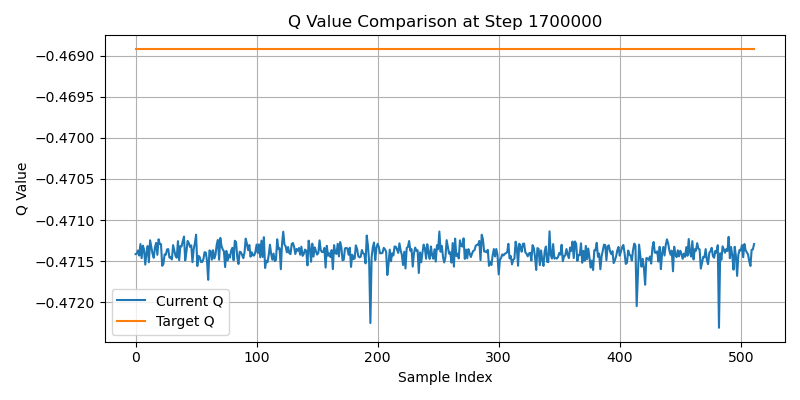 Q Value Comparison at Step 1700000
Q Value
−0.4690
−0.4695
−0.4700
−0.4705
−0.4710
−0.4715
−0.4720
Current Q
Target Q
0
100
200
300
400
500
Sample Index